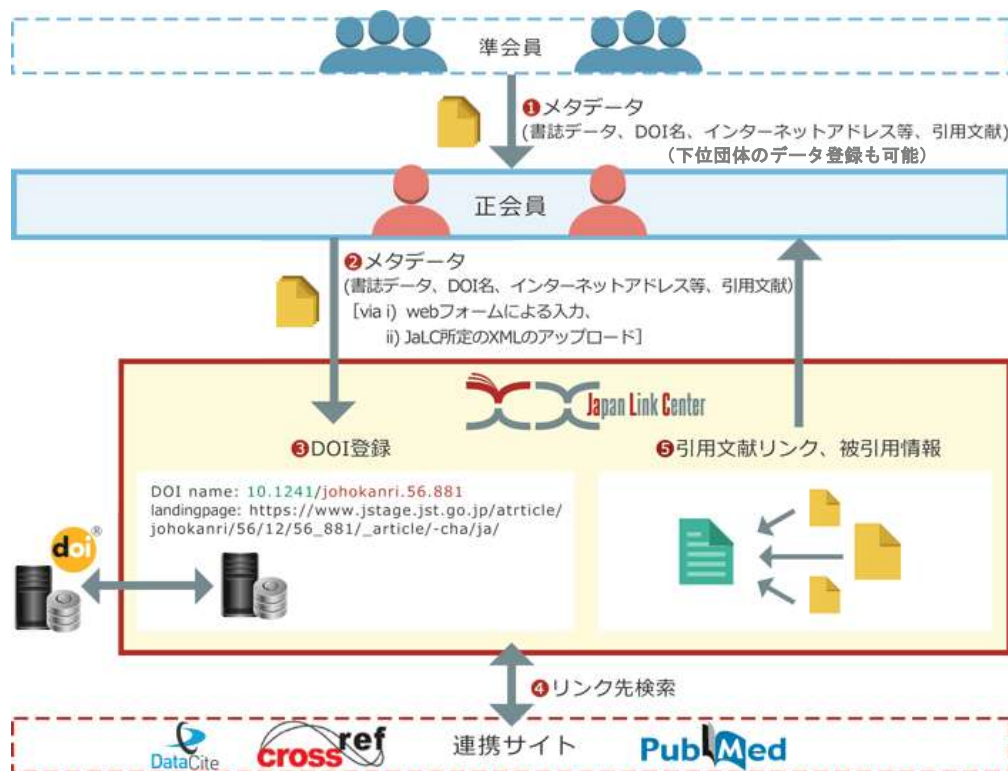 準会員
❶メタデータ
(書誌データ、DOI名、インターネットアドレス等、引用文献)
（下位団体のデータ登録も可能）
正会員
❷メタデータ
(書誌データ、DOI名、インターネットアドレス等、引用文献)
［via i) webフォームによる入力、
ii) JaLC所定のXMLのアップロード］
Japan Link Center
❸DOI登録
DOI name: 10.1241/johokanri.56.881
landingpage: https://www.jstage.jst.go.jp/atrticle/
johokanri/56/12/56_881/_article/-cha/ja/
doi®
❺引用文献リンク、被引用情報
❹リンク先検索
DataCite
crossref
連携サイト
PubMed